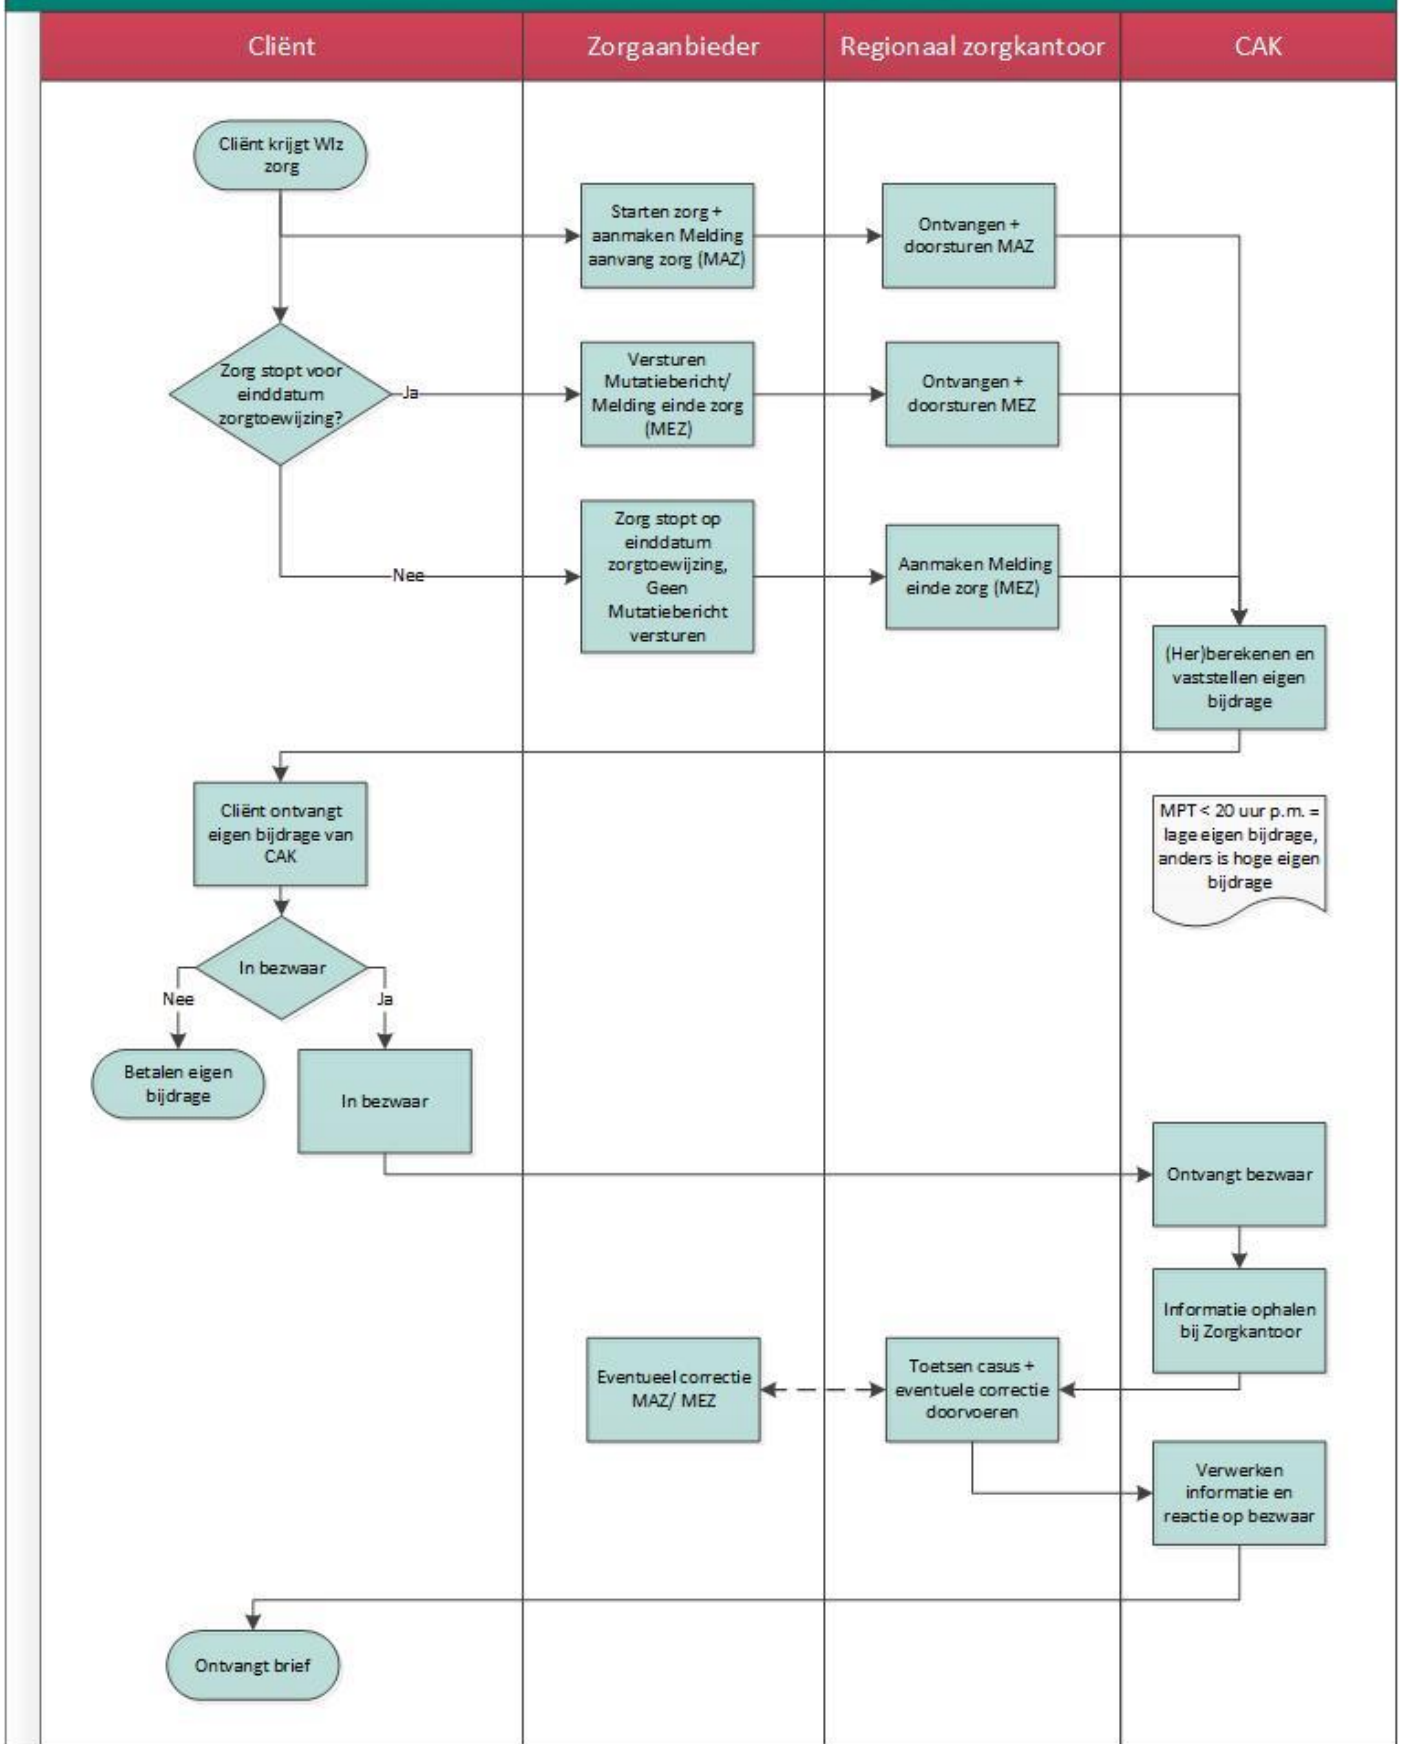 Cliënt
Zorgaanbieder
Regionaal zorgkantoor
CAK
Cliënt krijgt Wlz
zorg
Starten zorg +
aanmaken Melding
aanvang zorg (MAZ)
Ontvangen +
doorsturen MAZ
Zorg stopt voor
einddatum
zorgtoewijzing?
Ja
Versturen
Mutatiebericht/
Melding einde zorg
(MEZ)
Ontvangen +
doorsturen MEZ
Nee
Zorg stopt op
einddatum
zorgtoewijzing,
Geen
Mutatiebericht
versturen
Aanmaken Melding
einde zorg (MEZ)
(Her)berekenen en
vaststellen eigen
bijdrage
Cliënt ontvangt
eigen bijdrage van
CAK
MPT < 20 uur p.m. =
lage eigen bijdrage,
anders is hoge eigen
bijdrage
In bezwaar
Nee
Ja
Betalen eigen
bijdrage
In bezwaar
Ontvangt bezwaar
Informatie ophalen
bij Zorgkantoor
Eventueel correctie
MAZ/ MEZ
Toetsen casus +
eventuele correctie
doorvoeren
Verwerken
informatie en
reactie op bezwaar
Ontvangt brief